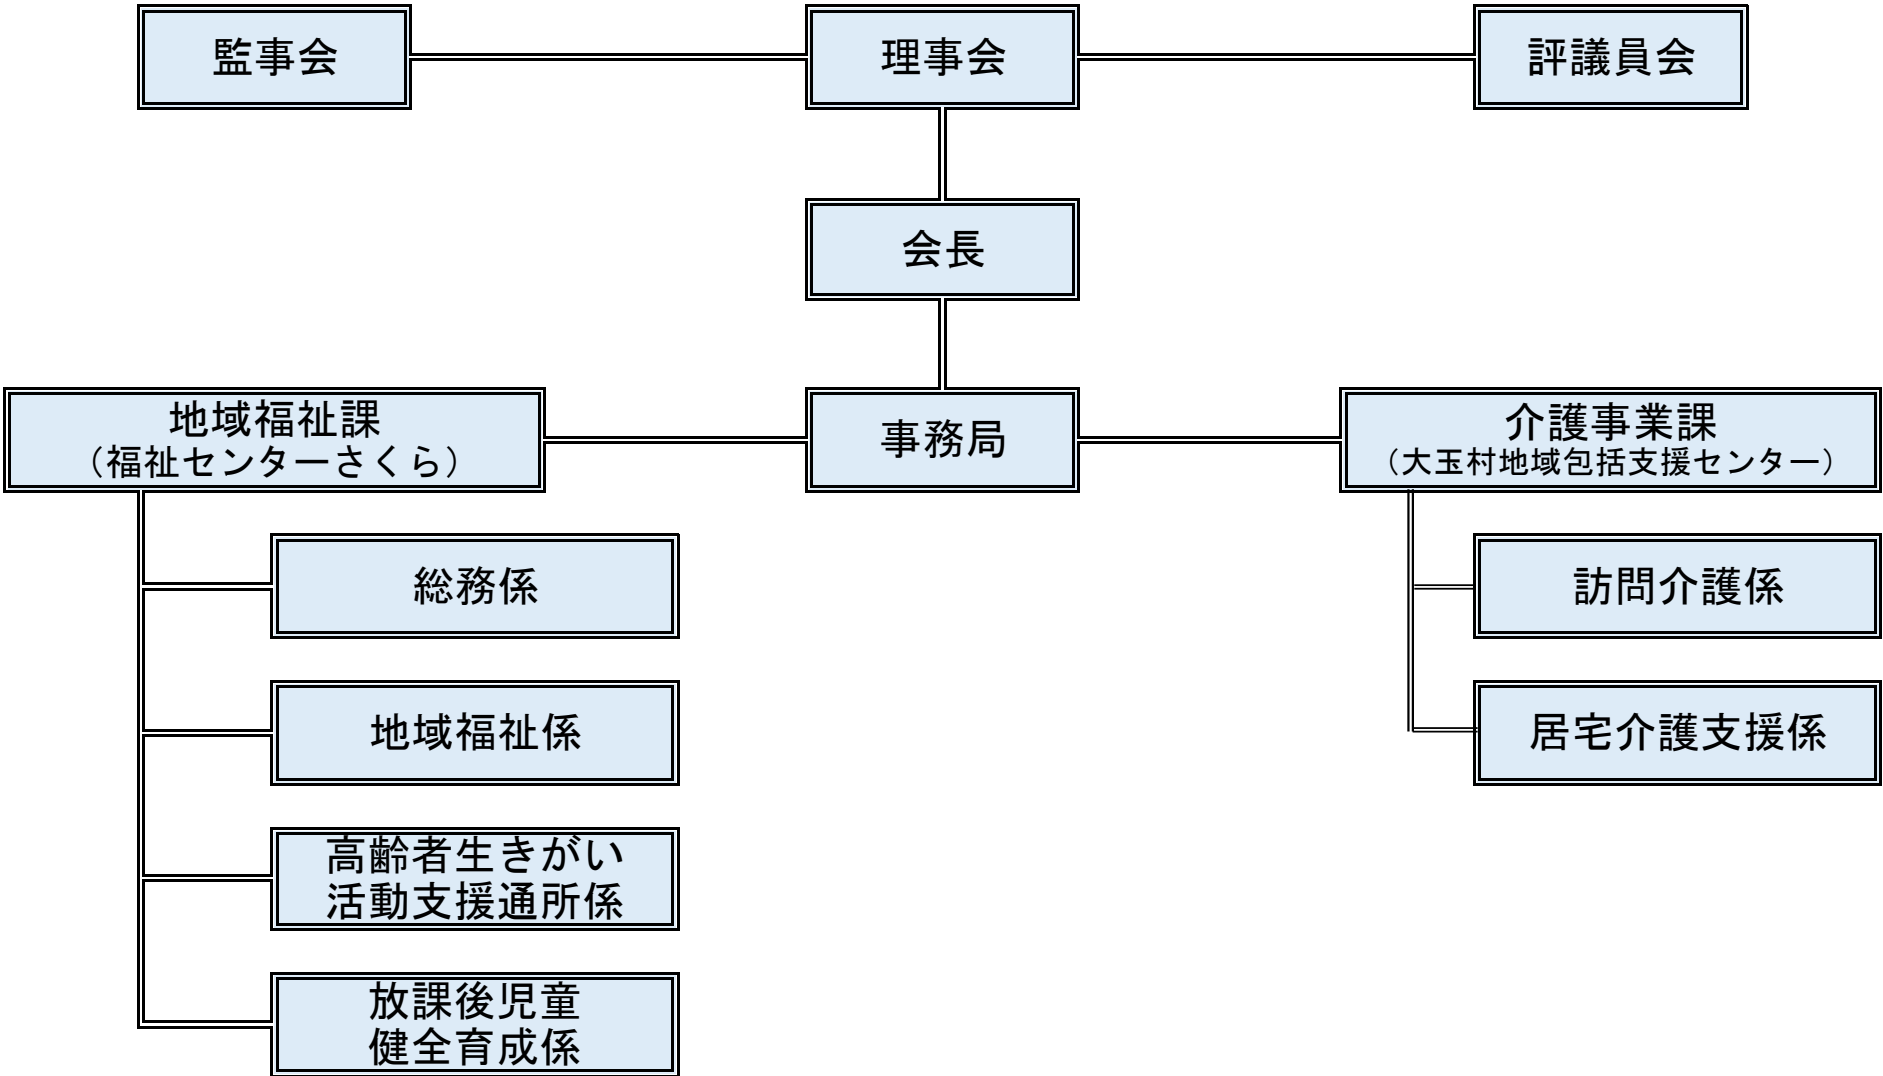 監事会
理事会
評議員会
会長
地域福祉課
（福祉センターさくら）
事務局
介護事業課
（大玉村地域包括支援センター）
総務係
訪問介護係
地域福祉係
居宅介護支援係
高齢者生きがい
活動支援通所係
放課後児童
健全育成係